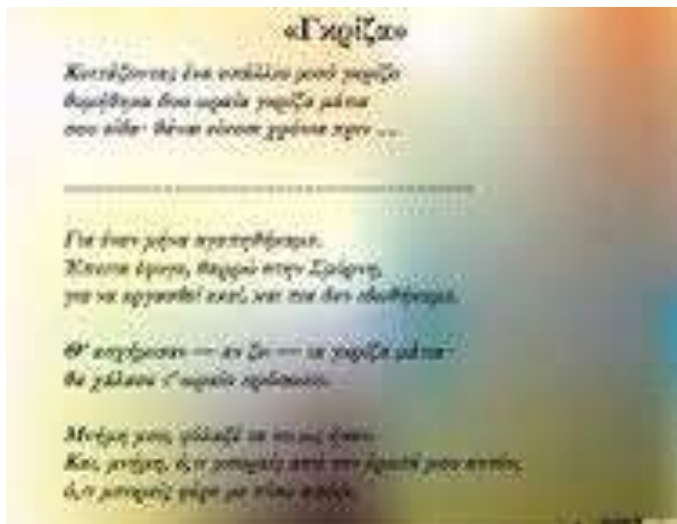 «Γκρίζα»
Κυττάζοντας ένα οπάλλιο μισό γκρίζο
θυμήθηκα δυο ωραία γκρίζα μάτια
που είδα· θάναι είκοσι χρόνια πριν ...
Για έναν μήνα αγαπηθήκαμε.
Έπειτα έφυγε, θαρρώ στην Σμύρνη,
για να εργασθεί εκεί, και πια δεν ιδωθήκαμε.
Θ' ασχήμισαν — αν ζει — τα γκρίζα μάτια·
θα χάλασε τ' ωραίο πρόσωπο.
Μνήμη μου, φύλαξέ τα συ ως ήσαν.
Και, μνήμη, ό,τι μπορείς από τον έρωτά μου αυτόν,
ό,τι μπορείς φέρε με πίσω απόψι.